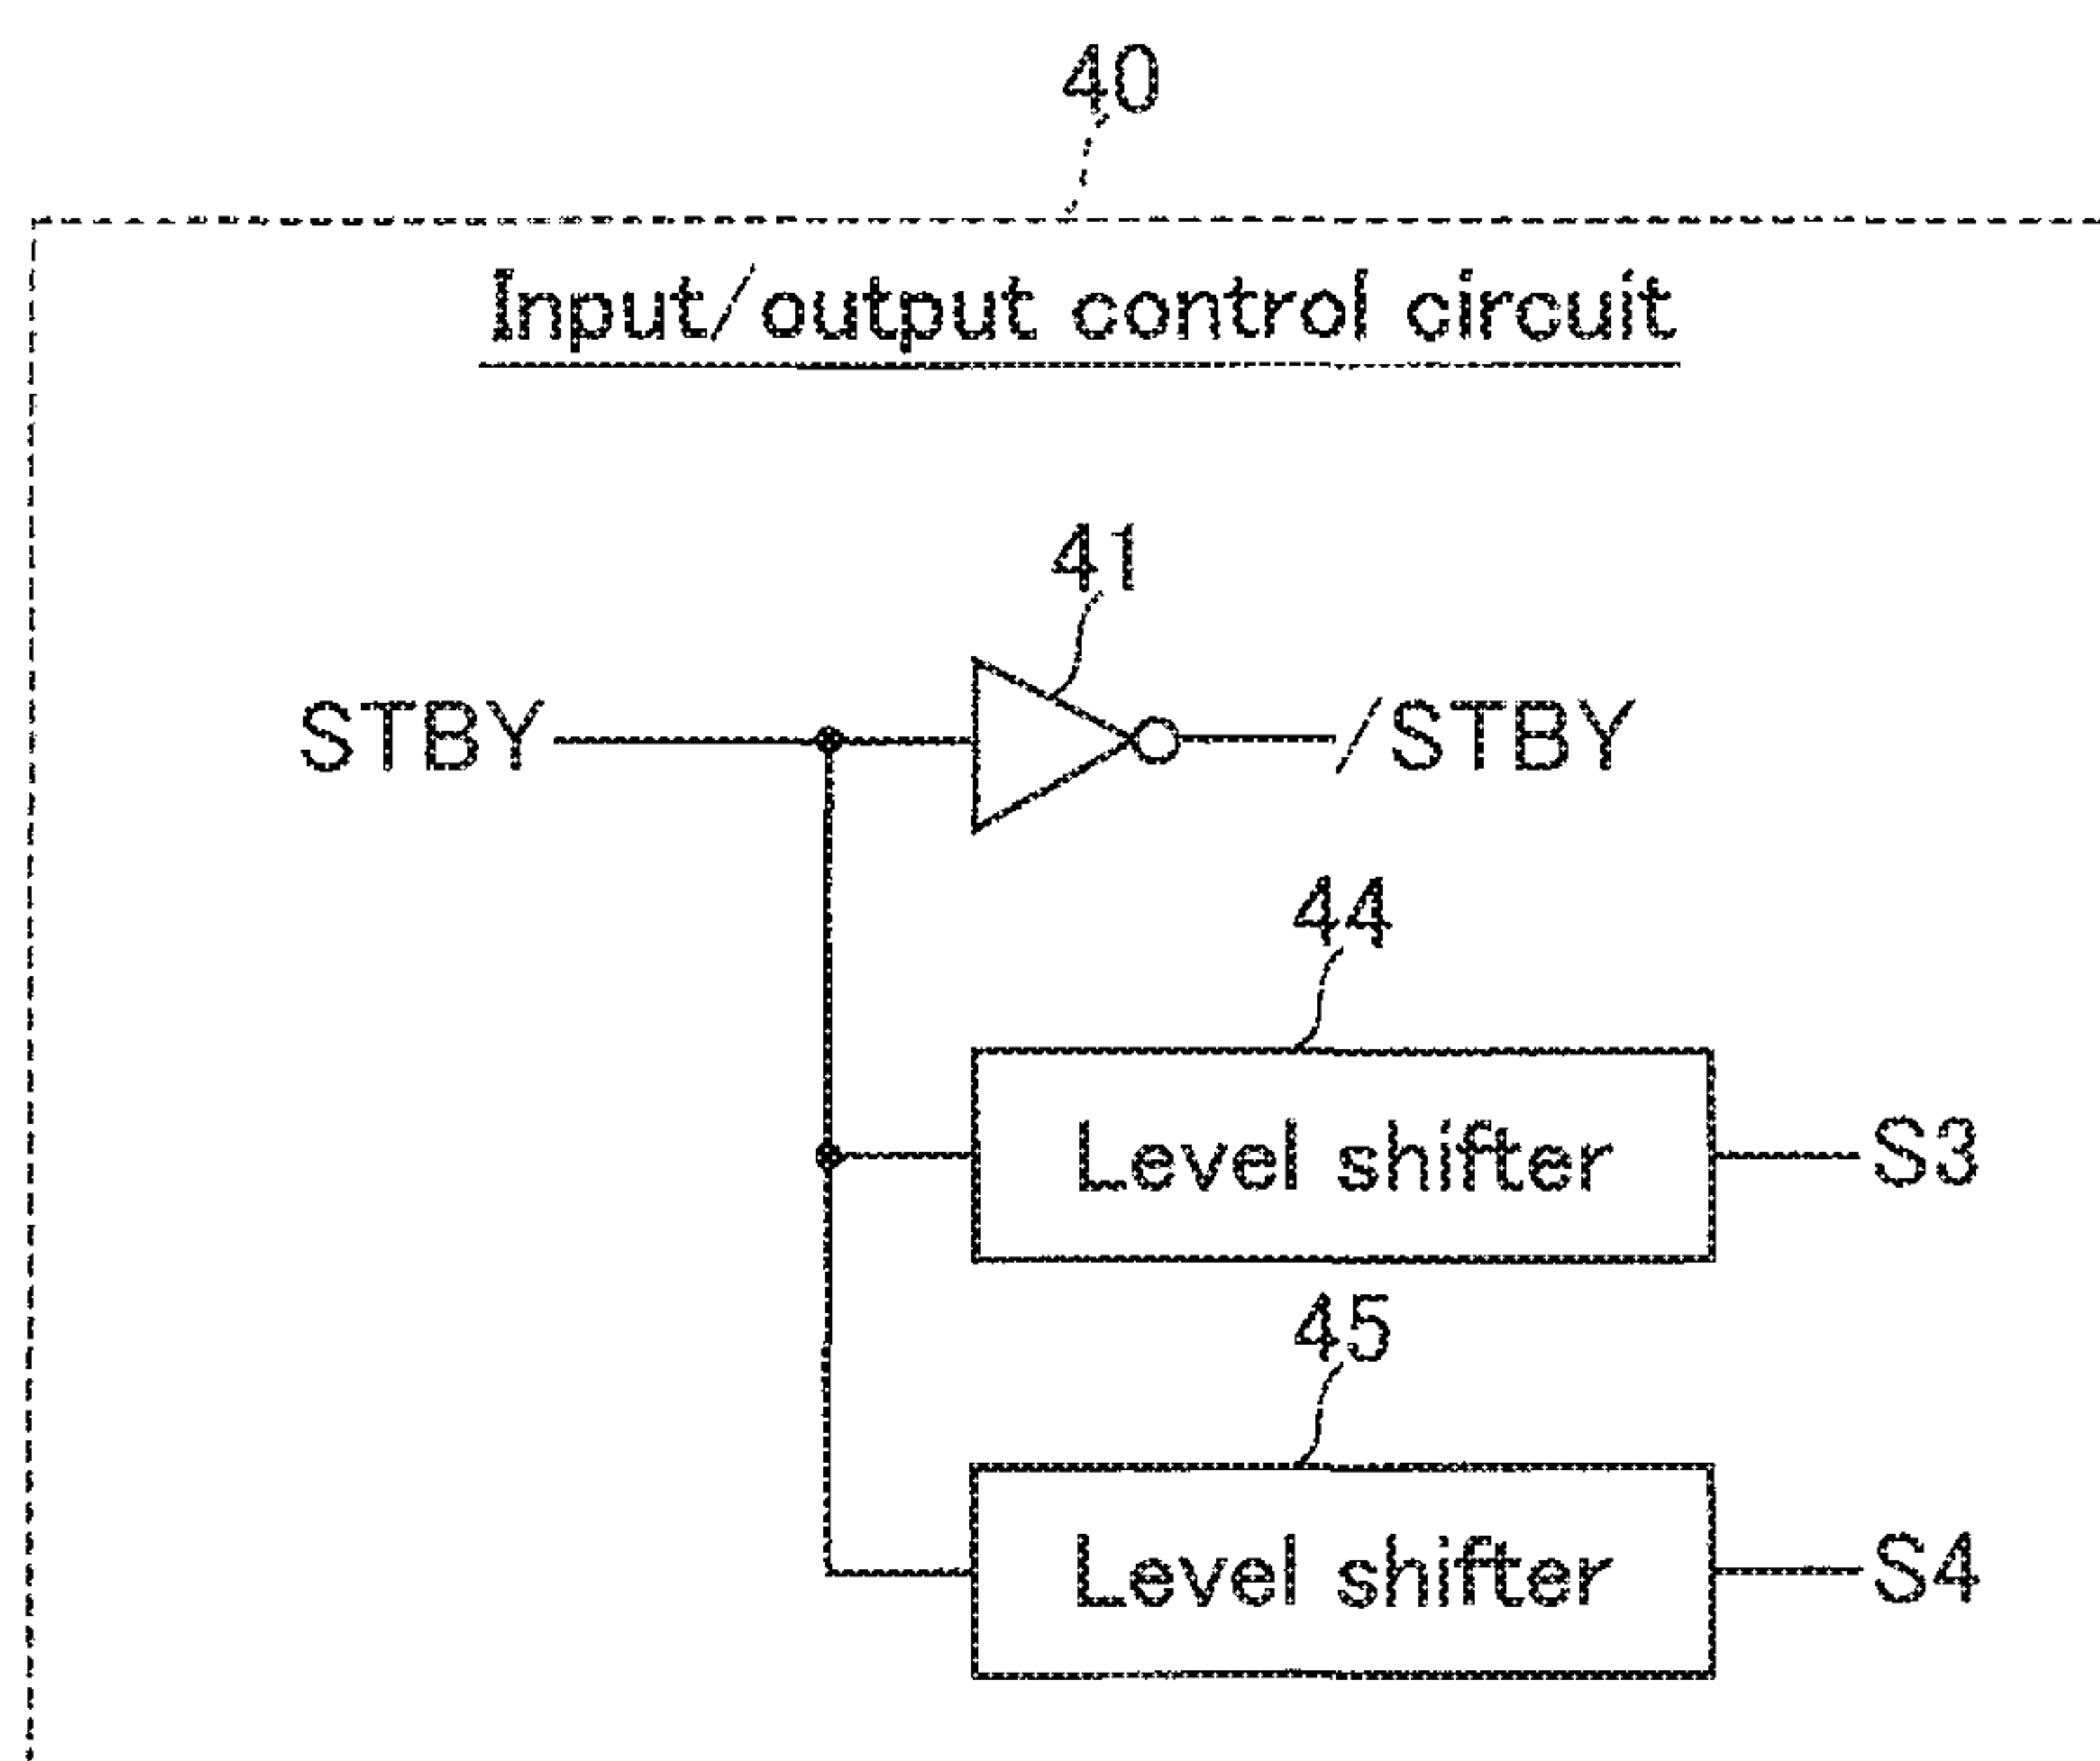 40
Input/output control circuit
41
STBY
/STBY
44
Level shifter
S3
45
Level shifter
S4